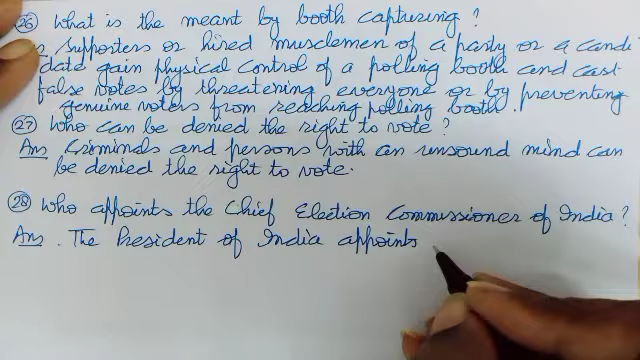 26 What is the meant by booth capturing ?
Supporters or hired musclemen of a party or a candi-
date gain physical control of a polling booth and cast
false votes by threatening everyone or by preventing
genuine voters from reaching polling booth.
27 Who can be denied the right to vote ?
Ans Criminals and persons with an unsound mind can
be denied the right to vote.
28 Who appoints the Chief Election Commissioner of India?
Ans. The President of India appoints